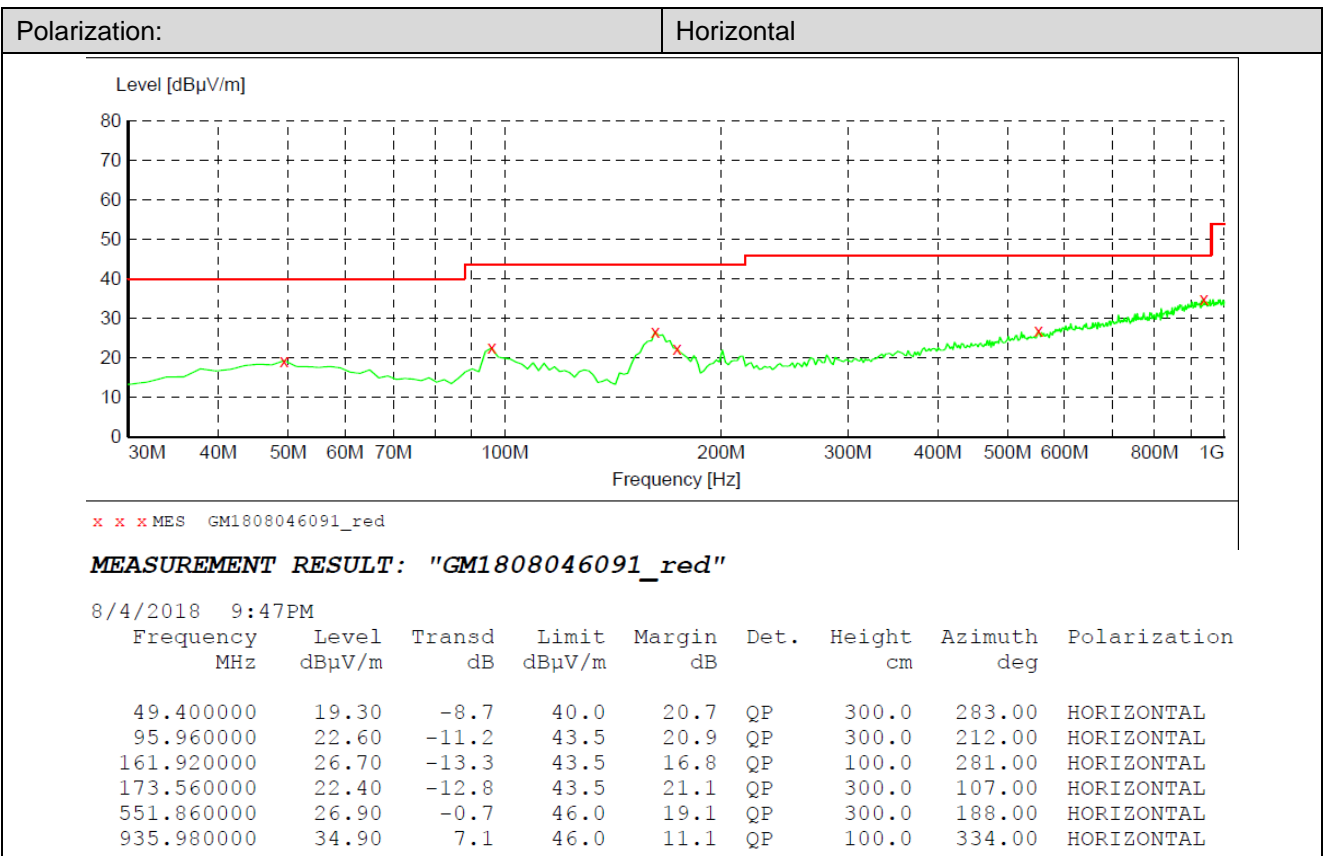 Polarization: Horizontal
Level [dBµV/m]
80
70
60
50
40
30
20
10
0
30M 40M 50M 60M 70M 100M 200M 300M 400M 500M 600M 800M 1G
Frequency [Hz]
x x x MES GM1808046091_red
MEASUREMENT RESULT: "GM1808046091_red"
8/4/2018 9:47PM
Frequency Level Transd Limit Margin Det. Height Azimuth Polarization
MHz dBµV/m dB dBµV/m dB cm deg
49.400000 19.30 -8.7 40.0 20.7 QP 300.0 283.00 HORIZONTAL
95.960000 22.60 -11.2 43.5 20.9 QP 300.0 212.00 HORIZONTAL
161.920000 26.70 -13.3 43.5 16.8 QP 100.0 281.00 HORIZONTAL
173.560000 22.40 -12.8 43.5 21.1 QP 300.0 107.00 HORIZONTAL
551.860000 26.90 -0.7 46.0 19.1 QP 300.0 188.00 HORIZONTAL
935.980000 34.90 7.1 46.0 11.1 QP 100.0 334.00 HORIZONTAL